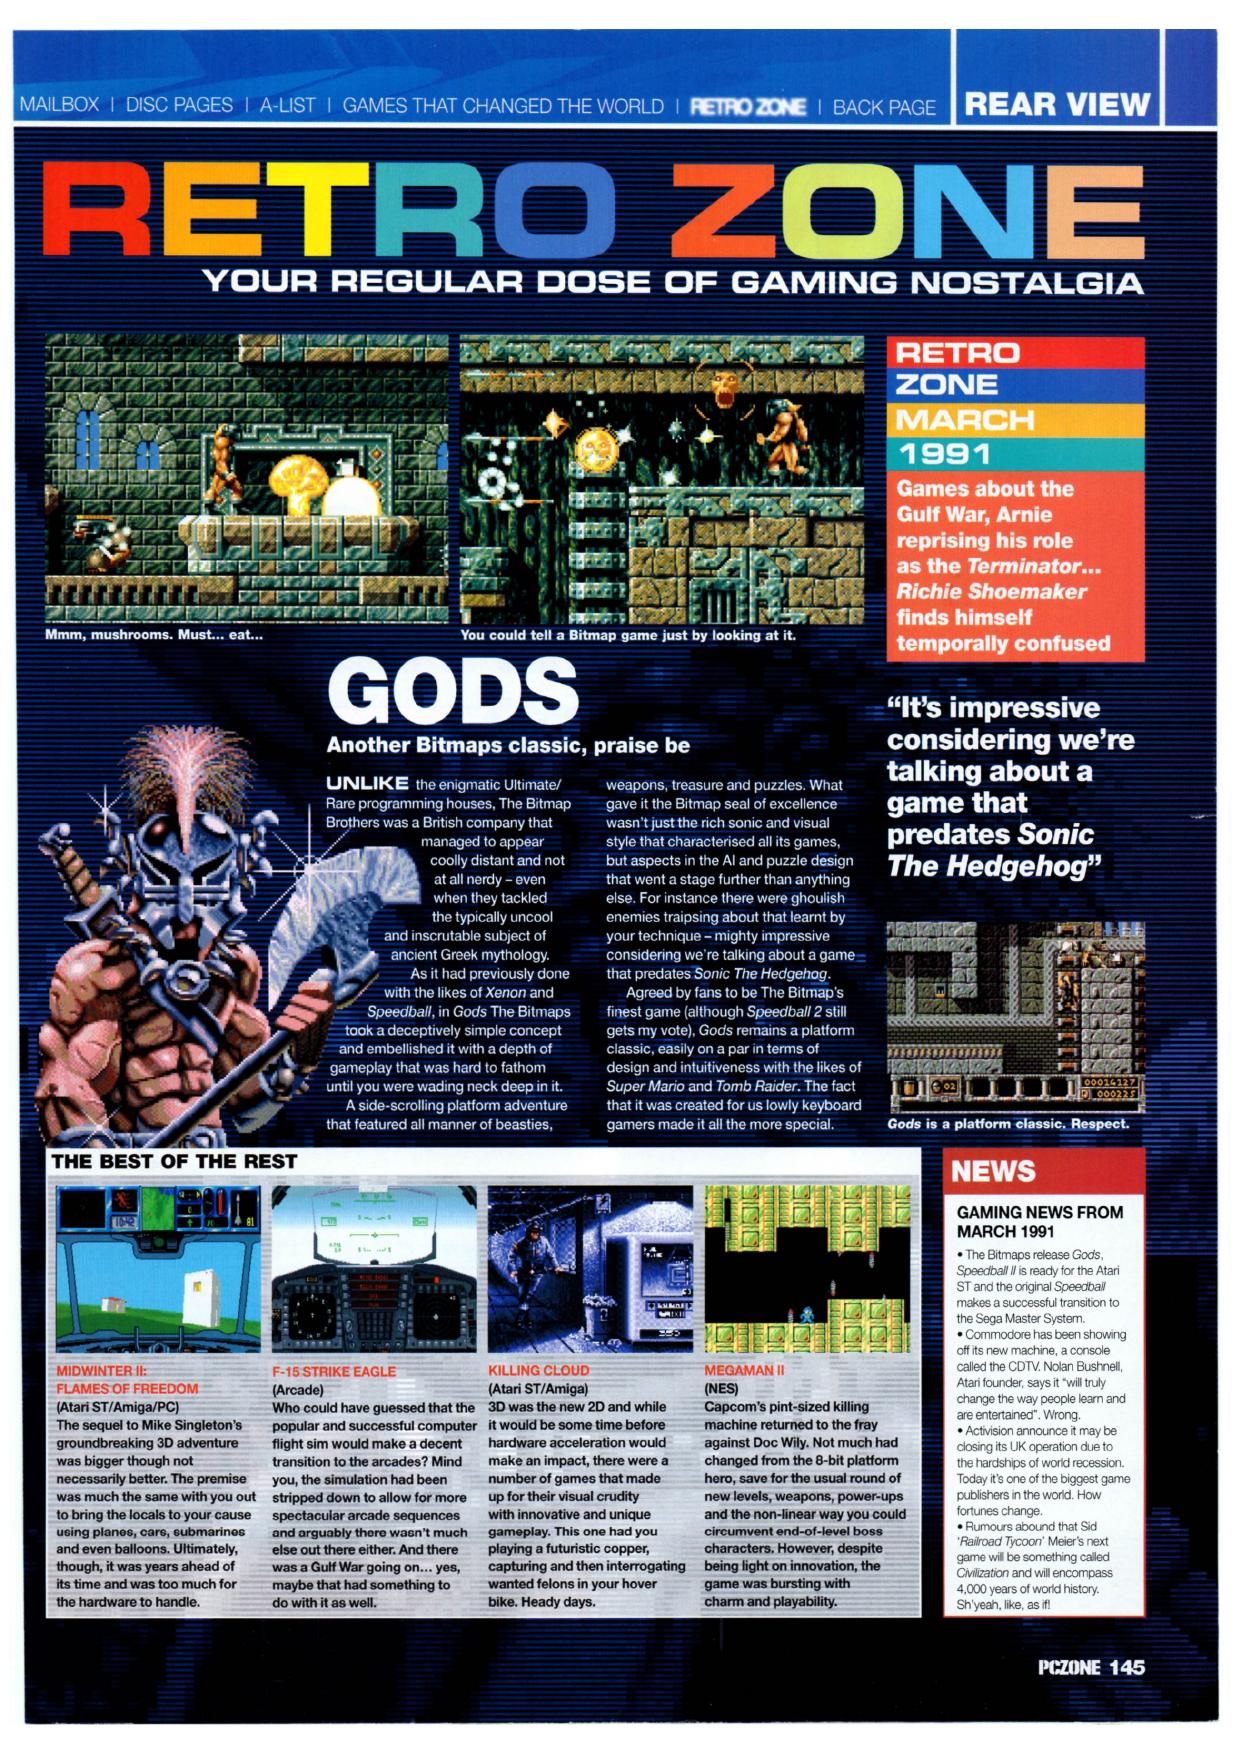 MAILBOX | DISC PAGES | A-LIST | GAMES THAT CHANGED THE WORLD | RETRO ZONE | BACK PAGE
REAR VIEW
RETRO ZONE
YOUR REGULAR DOSE OF GAMING NOSTALGIA
Mmm, mushrooms. Must... eat...
You could tell a Bitmap game just by looking at it.
RETRO
ZONE
MARCH
1991
Games about the
Gulf War, Arnie
reprising his role
as the Terminator...
Richie Shoemaker
finds himself
temporally confused
GODS
Another Bitmaps classic, praise be
UNLIKE the enigmatic Ultimate/
Rare programming houses, The Bitmap
Brothers was a British company that
managed to appear
coolly distant and not
at all nerdy – even
when they tackled
the typically uncool
and inscrutable subject of
ancient Greek mythology.
As it had previously done
with the likes of Xenon and
Speedball, in Gods The Bitmaps
took a deceptively simple concept
and embellished it with a depth of
gameplay that was hard to fathom
until you were wading neck deep in it.
A side-scrolling platform adventure
that featured all manner of beasties,
weapons, treasure and puzzles. What
gave it the Bitmap seal of excellence
wasn't just the rich sonic and visual
style that characterised all its games,
but aspects in the AI and puzzle design
that went a stage further than anything
else. For instance there were ghoulish
enemies traipsing about that learnt by
your technique – mighty impressive
considering we're talking about a game
that predates Sonic The Hedgehog.
Agreed by fans to be The Bitmap's
finest game (although Speedball 2 still
gets my vote), Gods remains a platform
classic, easily on a par in terms of
design and intuitiveness with the likes of
Super Mario and Tomb Raider. The fact
that it was created for us lowly keyboard
gamers made it all the more special.
"It's impressive
considering we're
talking about a
game that
predates Sonic
The Hedgehog"
02
00014127
000225
Gods is a platform classic. Respect.
THE BEST OF THE REST
10:42
81
MIDWINTER II:
FLAMES OF FREEDOM
(Atari ST/Amiga/PC)
The sequel to Mike Singleton's
groundbreaking 3D adventure
was bigger though not
necessarily better. The premise
was much the same with you out
to bring the locals to your cause
using planes, cars, submarines
and even balloons. Ultimately,
though, it was years ahead of
its time and was too much for
the hardware to handle.
F-15 STRIKE EAGLE
(Arcade)
Who could have guessed that the
popular and successful computer
flight sim would make a decent
transition to the arcades? Mind
you, the simulation had been
stripped down to allow for more
spectacular arcade sequences
and arguably there wasn't much
else out there either. And there
was a Gulf War going on... yes,
maybe that had something to
do with it as well.
KILLING CLOUD
(Atari ST/Amiga)
3D was the new 2D and while
it would be some time before
hardware acceleration would
make an impact, there were a
number of games that made
up for their visual crudity
with innovative and unique
gameplay. This one had you
playing a futuristic copper,
capturing and then interrogating
wanted felons in your hover
bike. Heady days.
MEGAMAN II
(NES)
Capcom's pint-sized killing
machine returned to the fray
against Doc Wily. Not much had
changed from the 8-bit platform
hero, save for the usual round of
new levels, weapons, power-ups
and the non-linear way you could
circumvent end-of-level boss
characters. However, despite
being light on innovation, the
game was bursting with
charm and playability.
NEWS
GAMING NEWS FROM
MARCH 1991
• The Bitmaps release Gods,
Speedball II is ready for the Atari
ST and the original Speedball
makes a successful transition to
the Sega Master System.
• Commodore has been showing
off its new machine, a console
called the CDTV. Nolan Bushnell,
Atari founder, says it "will truly
change the way people learn and
are entertained". Wrong.
• Activision announce it may be
closing its UK operation due to
the hardships of world recession.
Today it's one of the biggest game
publishers in the world. How
fortunes change.
• Rumours abound that Sid
'Railroad Tycoon' Meier's next
game will be something called
Civilization and will encompass
4,000 years of world history.
Sh'yeah, like, as if!
PCZONE 145